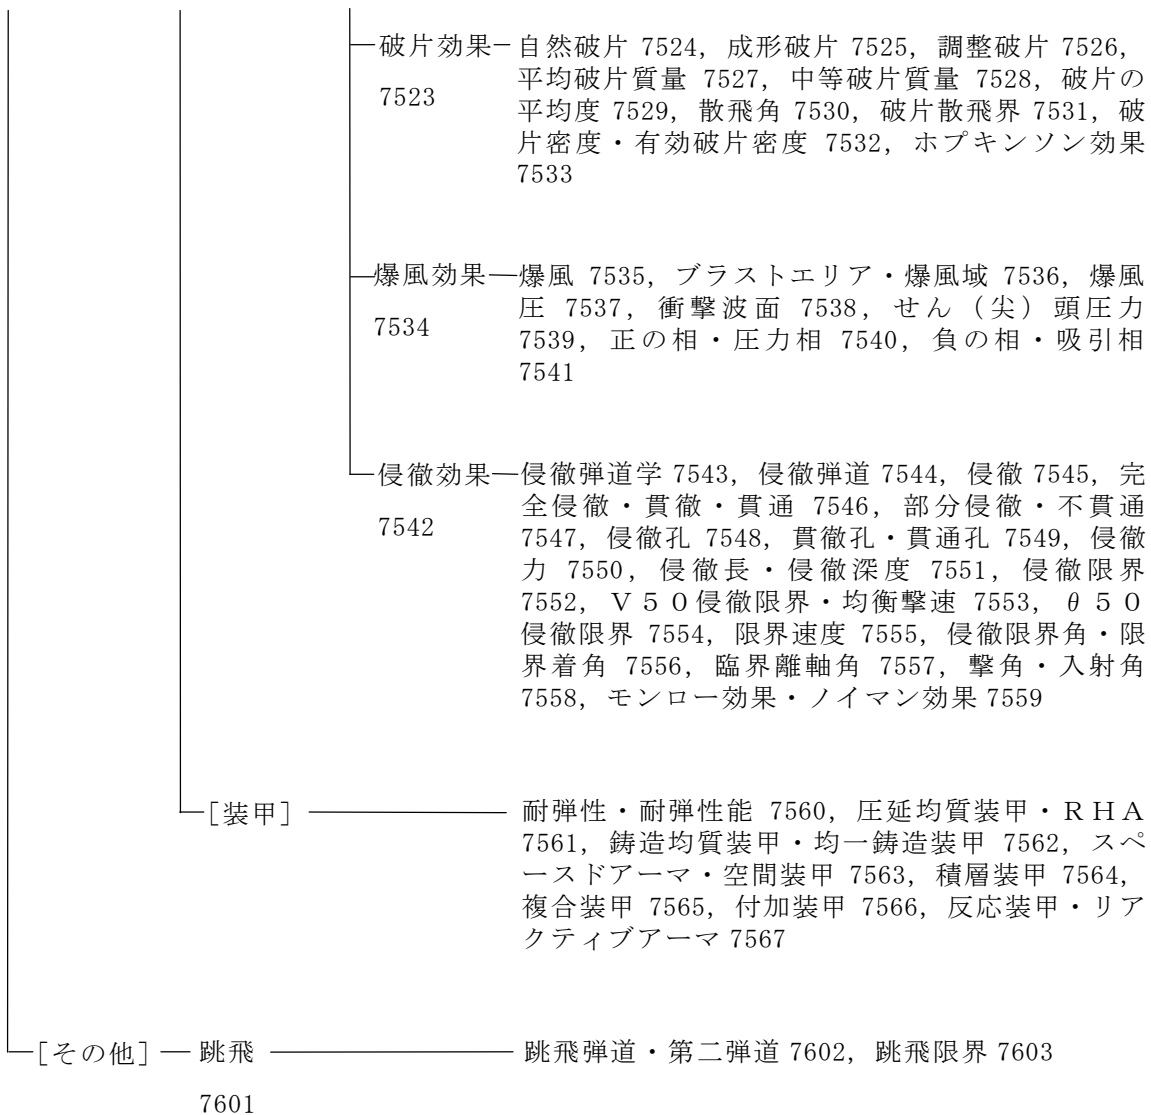 破片効果 自然破片 7524, 成形破片 7525, 調整破片 7526,
7523 平均破片質量 7527, 中等破片質量 7528, 破片の
平均度 7529, 散飛角 7530, 破片散飛界 7531, 破
片密度・有効破片密度 7532, ホプキンソン効果
7533
爆風効果 爆風 7535, ブラストエリア・爆風域 7536, 爆風
7534 圧 7537, 衝撃波面 7538, せん（尖）頭圧力
7539, 正の相・圧力相 7540, 負の相・吸引相
7541
侵徹効果 侵徹弾道学 7543, 侵徹弾道 7544, 侵徹 7545, 完
7542 全侵徹・貫徹・貫通 7546, 部分侵徹・不貫通
7547, 侵徹孔 7548, 貫徹孔・貫通孔 7549, 侵徹
力 7550, 侵徹長・侵徹深度 7551, 侵徹限界
7552, Ｖ５０侵徹限界・均衡撃速 7553, θ５０
侵徹限界 7554, 限界速度 7555, 侵徹限界角・限
界着角 7556, 臨界離軸角 7557, 撃角・入射角
7558, モンロー効果・ノイマン効果 7559
[装甲] 耐弾性・耐弾性能 7560, 圧延均質装甲・ＲＨＡ
7561, 鋳造均質装甲・均一鋳造装甲 7562, スペ
ースドアーマ・空間装甲 7563, 積層装甲 7564,
複合装甲 7565, 付加装甲 7566, 反応装甲・リア
クティブアーマ 7567
[その他] 跳飛 跳飛弾道・第二弾道 7602, 跳飛限界 7603
7601